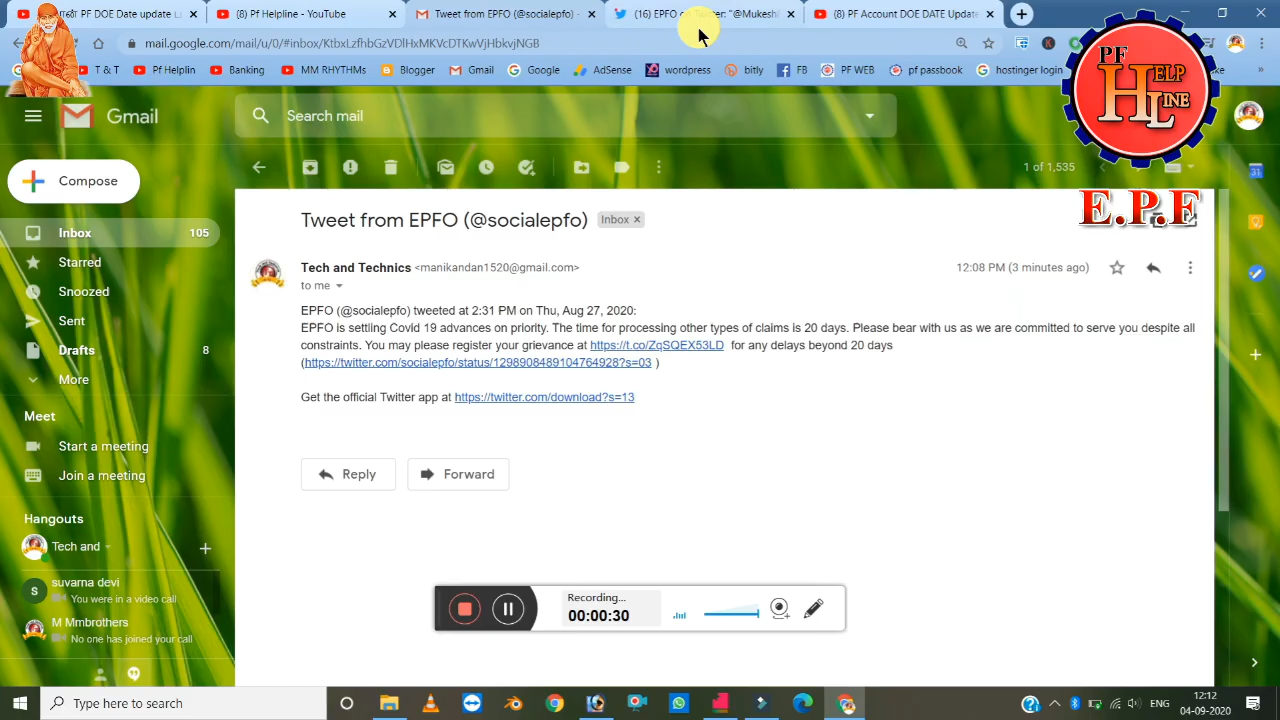 Tweet PF DOE Date update L
(8) Pf Helpline - YouTube
Tweet from EPFO (@socialepfo) -
(16) EPFO on Twitter: "@Mukesh
(8) PF Account DOE DATE Update
mail.google.com/mail/u/0/#inbox/KtbxLzfhbGzVDlHxMKVcDTKwVjHbkvjNGB
T & T
Pf Helplin
Banking
MM RHYTHMS
Blogger
Gmail
Google
AdSense
wordpress
bitly
FB
PF WEB
pf passbook
hostinger login
PF
HELP
LINE
E.P.F
Gmail
Search mail
Compose
1 of 1,535
Inbox 105
Starred
Snoozed
Sent
Drafts 8
More
Meet
Start a meeting
Join a meeting
Hangouts
Tech and
S
suvarna devi
You were in a video call
M Mmbrothers
No one has joined your call
Tweet from EPFO (@socialepfo) Inbox x
Tech and Technics <manikandan1520@gmail.com>
12:08 PM (3 minutes ago)
to me
EPFO (@socialepfo) tweeted at 2:31 PM on Thu, Aug 27, 2020:
EPFO is settling Covid 19 advances on priority. The time for processing other types of claims is 20 days. Please bear with us as we are committed to serve you despite all
constraints. You may please register your grievance at https://t.co/ZqSQEX53LD for any delays beyond 20 days
(https://twitter.com/socialepfo/status/1298908489104764928?s=03 )
Get the official Twitter app at https://twitter.com/download?s=13
Reply
Forward
Recording...
00:00:30
Type here to search
ENG
12:12
04-09-2020